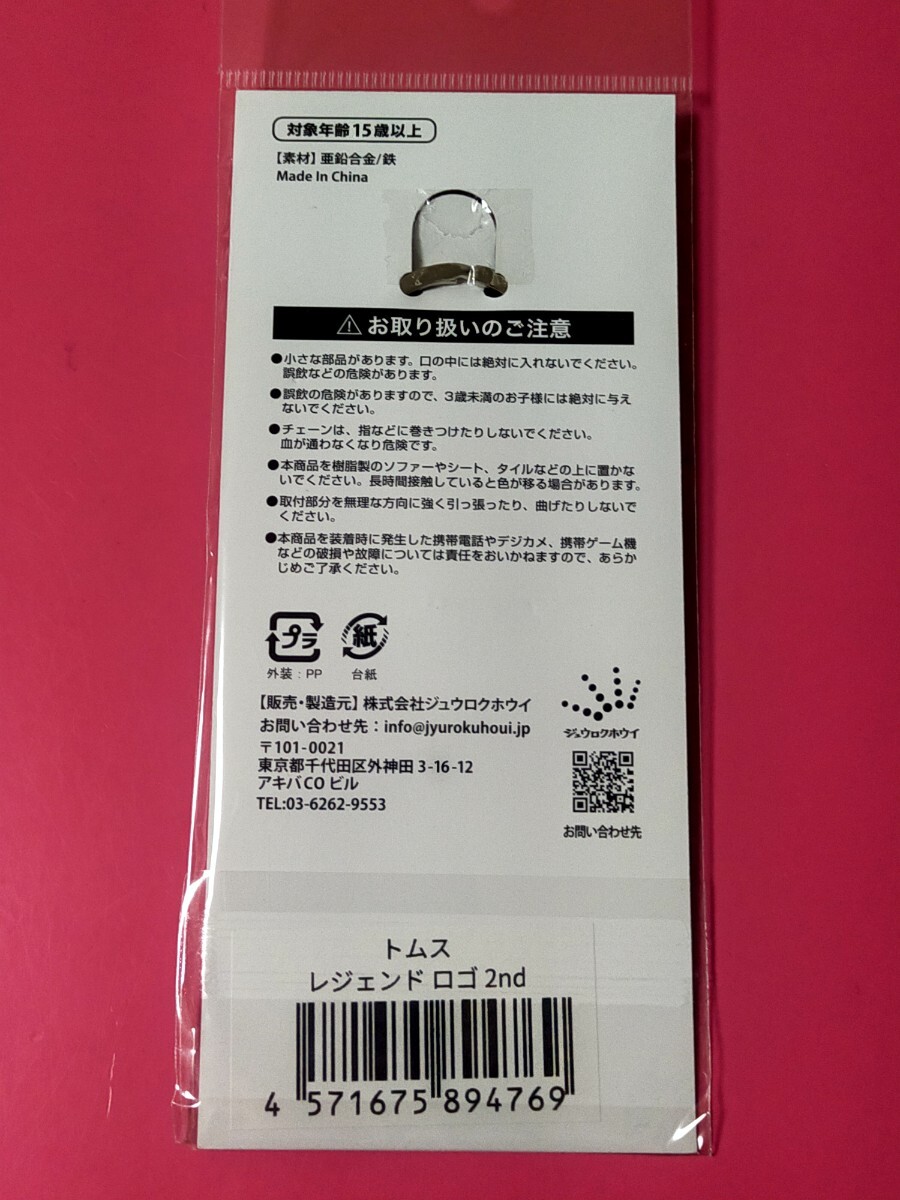 対象年齢15歳以上
【素材】亜鉛合金/鉄
Made In China
⚠お取り扱いのご注意
●小さな部品があります。口の中には絶対に入れないでください。
誤飲などの危険があります。
●誤飲の危険がありますので、3歳未満のお子様には絶対に与え
ないでください。
●チェーンは、指などに巻きつけたりしないでください。
血が通わなくなり危険です。
●本商品を樹脂製のソファーやシート、タイルなどの上に置かな
いでください。長時間接触していると色が移る場合があります。
●取付部分を無理な方向に強く引っ張ったり、曲げたりしないで
ください。
●本商品を装着時に発生した携帯電話やデジカメ、携帯ゲーム機
などの破損や故障については責任をおいかねますので、あらか
じめご了承ください。
プラ
外装：PP
紙
台紙
【販売・製造元】株式会社ジュウロクホウイ
お問い合わせ先：info@jyurokuhoui.jp
〒101-0021
東京都千代田区外神田 3-16-12
アキバCO ビル
TEL:03-6262-9553
ジュウロクホウイ
お問い合わせ先
トムス
レジェンド ロゴ 2nd
4 571675 894769